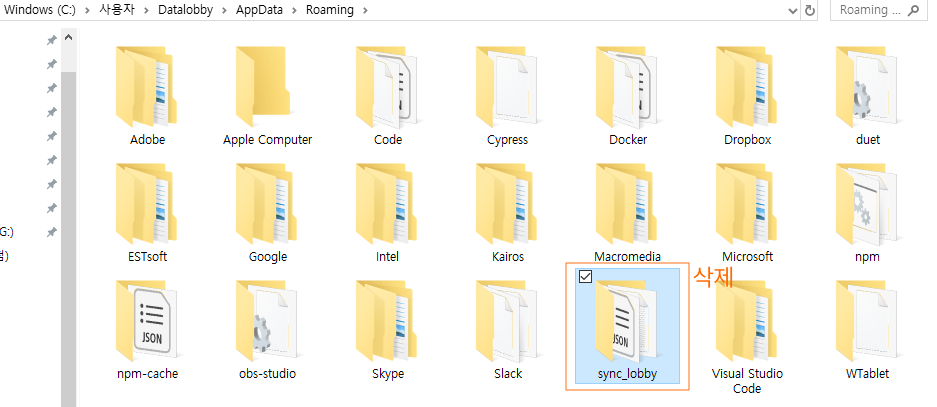 Windows (C:) > 사용자 > Datalobby > AppData > Roaming >
Roaming ...
Adobe
Apple Computer
Code
Cypress
Docker
Dropbox
duet
G:)
ESTsoft
Google
Intel
Kairos
Macromedia
Microsoft
npm
삭제
JSON
npm-cache
obs-studio
Skype
Slack
JSON
sync_lobby
Visual Studio
Code
WTablet